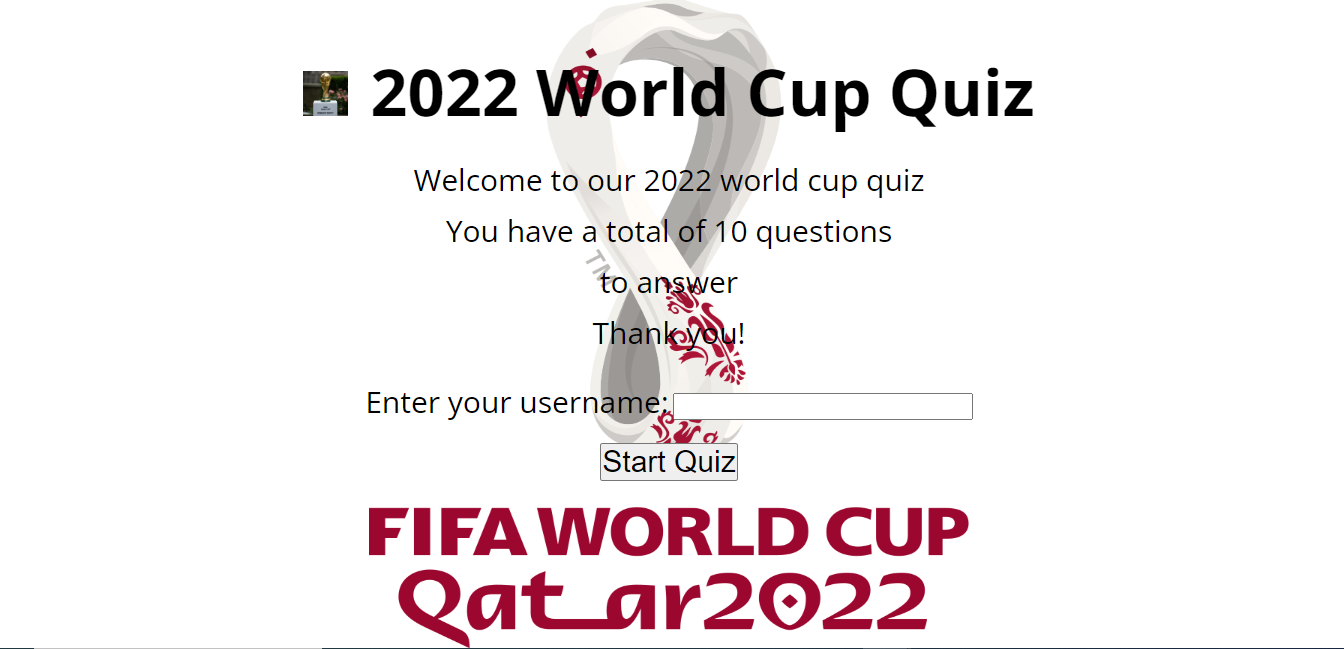 2022 World Cup Quiz
Welcome to our 2022 world cup quiz
You have a total of 10 questions
TM
to answer
Thank you!
Enter your username:
Start Quiz
FIFA WORLD CUP
Qatar2022